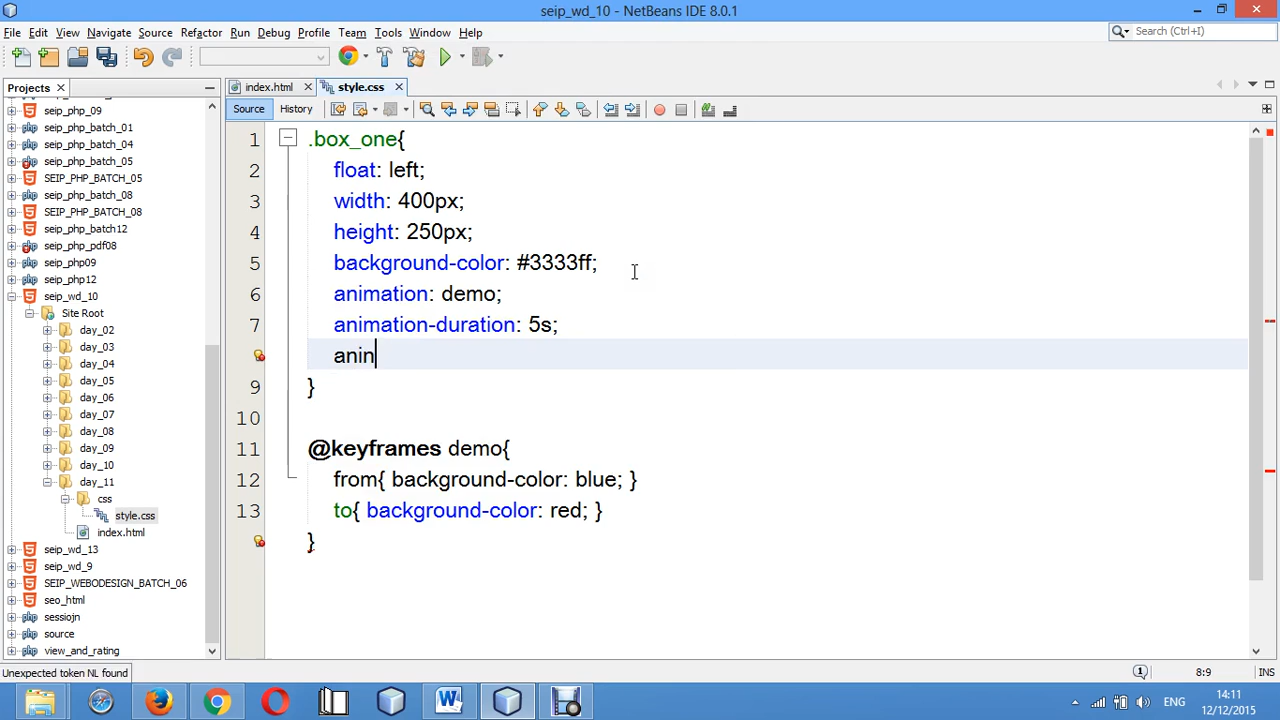 seip_wd_10 - NetBeans IDE 8.0.1
File Edit View Navigate Source Refactor Run Debug Profile Team Tools Window Help
Search (Ctrl+I)
Projects
index.html
style.css
Source History
seip_php_09
seip_php_batch_01
seip_php_batch_04
seip_php_batch_05
SEIP_PHP_BATCH_05
seip_php_batch_08
SEIP_PHP_BATCH_08
seip_php_batch12
seip_php_pdf08
seip_php09
seip_php12
seip_wd_10
Site Root
day_02
day_03
day_04
day_05
day_06
day_07
day_08
day_09
day_10
day_11
css
style.css
index.html
seip_wd_13
seip_wd_9
SEIP_WEBODESIGN_BATCH_06
seo_html
sessiojn
source
view_and_rating
1 .box_one{
2 float: left;
3 width: 400px;
4 height: 250px;
5 background-color: #3333ff;
6 animation: demo;
7 animation-duration: 5s;
anin
9 }
10
11 @keyframes demo{
12 from{ background-color: blue; }
13 to{ background-color: red; }
}
Unexpected token NL found
1
8:9
INS
ENG
14:11
12/12/2015